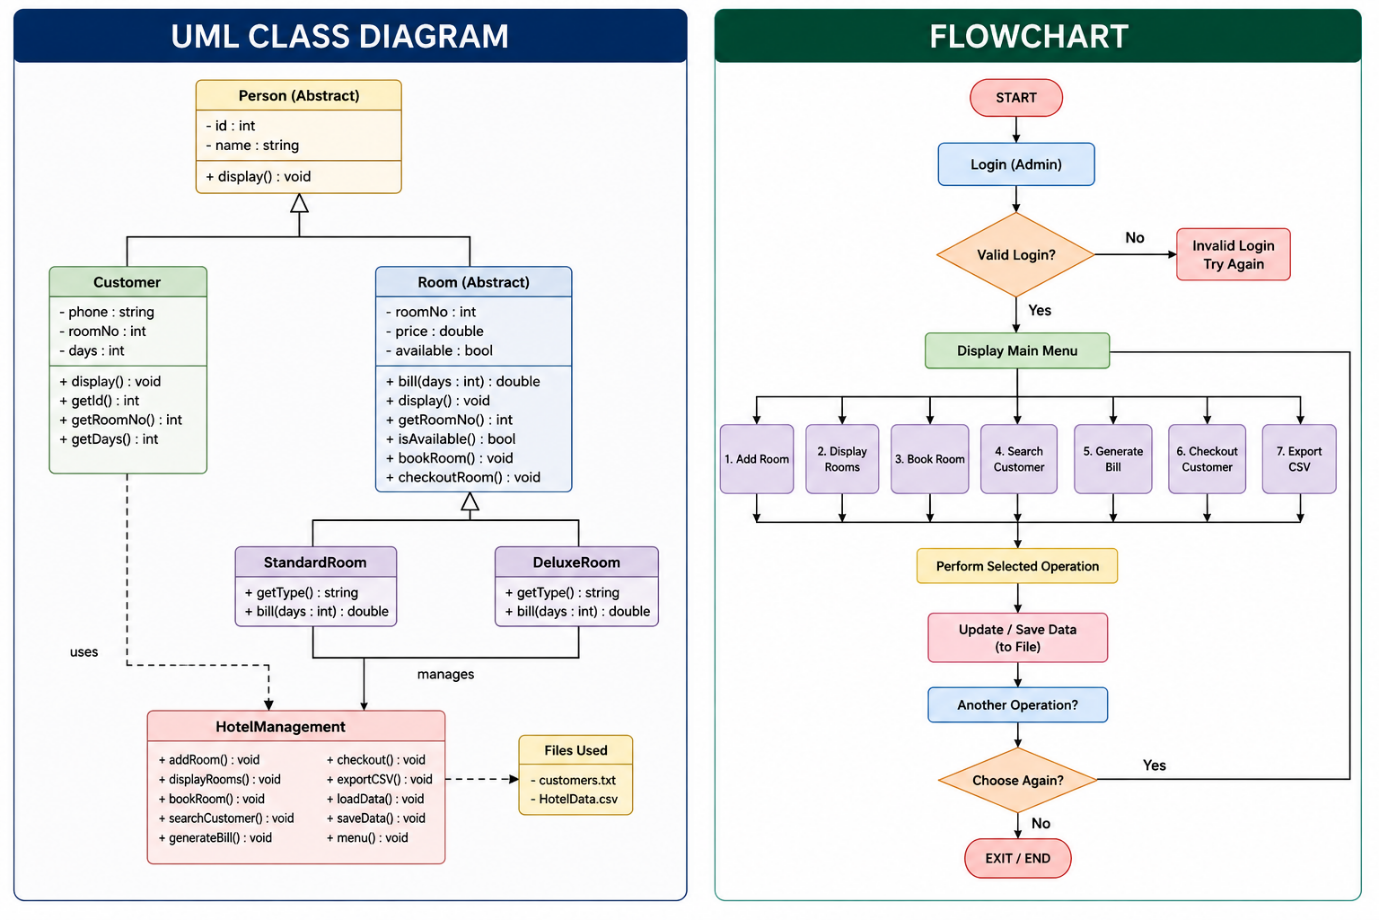 UML CLASS DIAGRAM
Person (Abstract)
- id : int
- name : string
+ display() : void
Customer
- phone : string
- roomNo : int
- days : int
+ display() : void
+ getId() : int
+ getRoomNo() : int
+ getDays() : int
Room (Abstract)
- roomNo : int
- price : double
- available : bool
+ bill(days : int) : double
+ display() : void
+ getRoomNo() : int
+ isAvailable() : bool
+ bookRoom() : void
+ checkoutRoom() : void
StandardRoom
+ getType() : string
+ bill(days : int) : double
DeluxeRoom
+ getType() : string
+ bill(days : int) : double
uses
manages
HotelManagement
+ addRoom() : void
+ displayRooms() : void
+ bookRoom() : void
+ searchCustomer() : void
+ generateBill() : void
+ checkout() : void
+ exportCSV() : void
+ loadData() : void
+ saveData() : void
+ menu() : void
Files Used
- customers.txt
- HotelData.csv
FLOWCHART
START
Login (Admin)
Valid Login?
No
Invalid Login
Try Again
Yes
Display Main Menu
1. Add Room
2. Display
Rooms
3. Book Room
4. Search
Customer
5. Generate
Bill
6. Checkout
Customer
7. Export
CSV
Perform Selected Operation
Update / Save Data
(to File)
Another Operation?
Choose Again?
Yes
No
EXIT / END